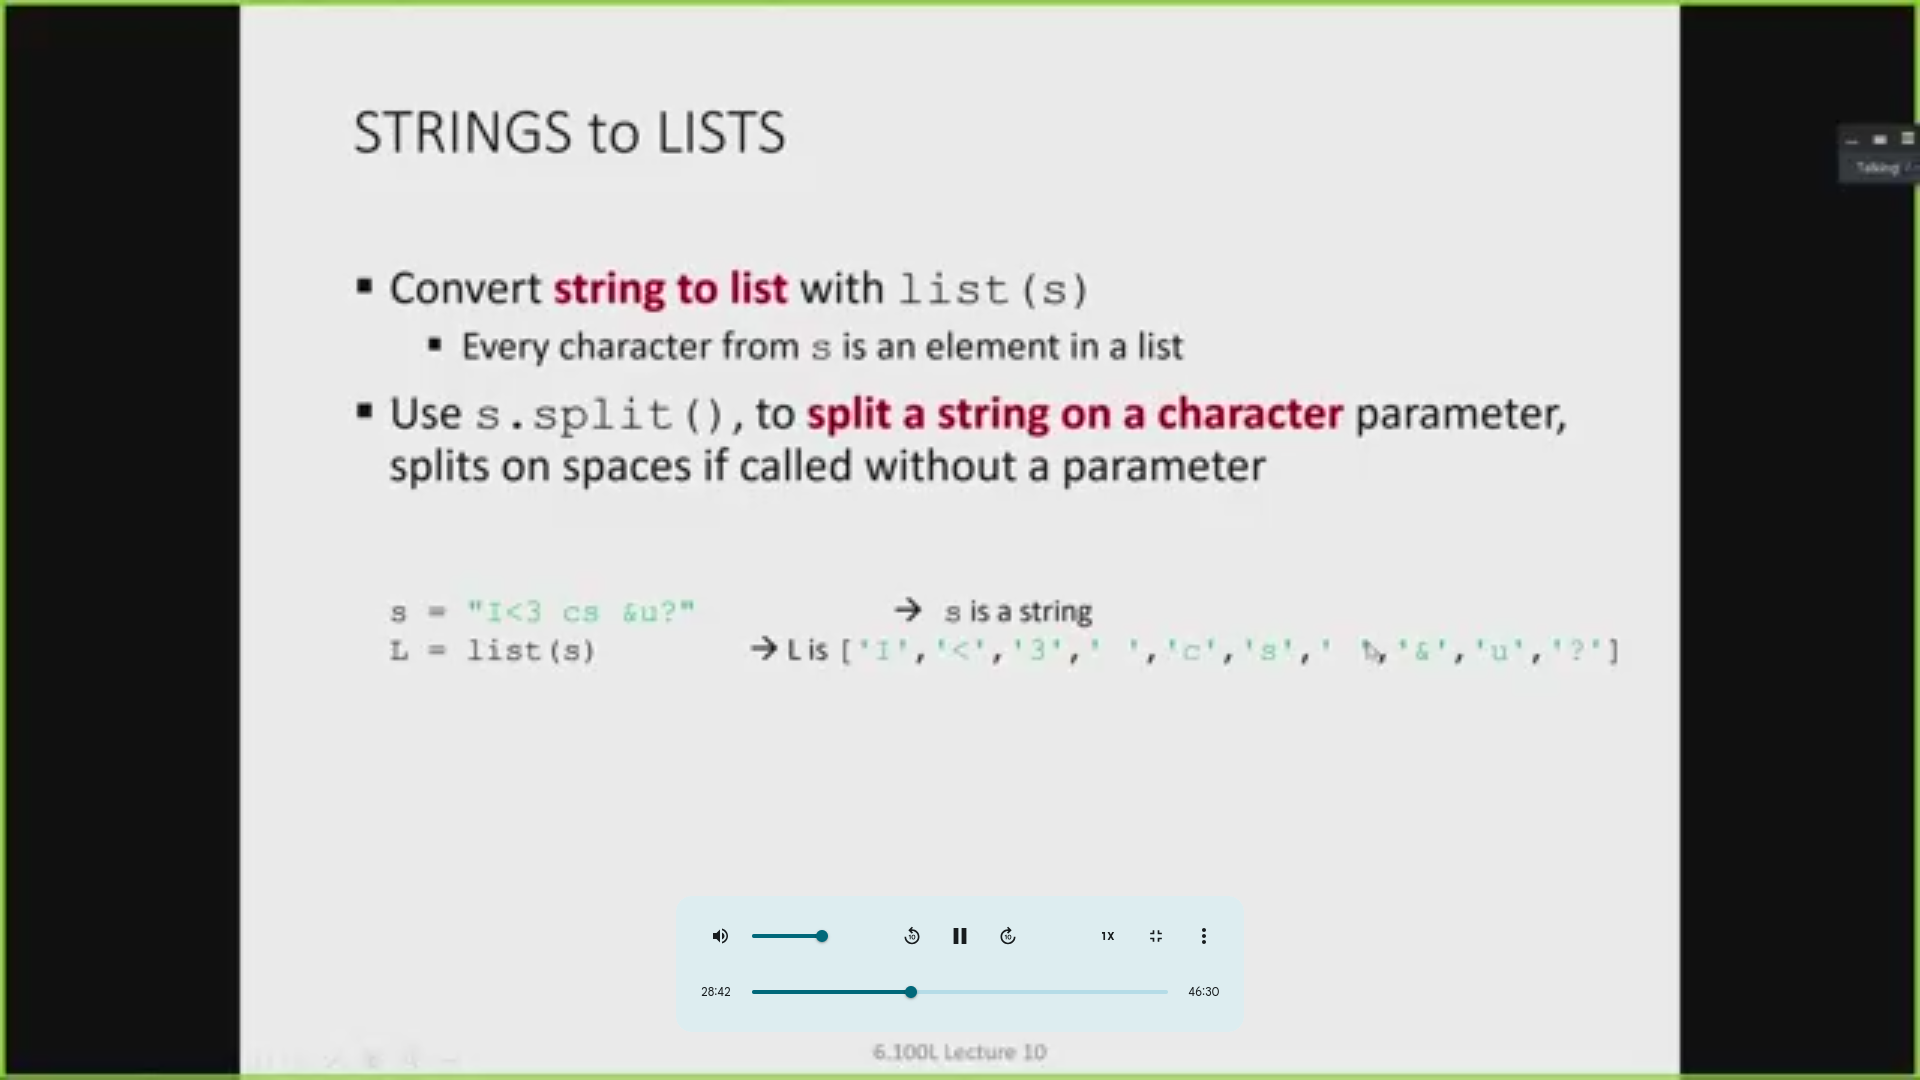 STRINGS to LISTS
Talking:
▪ Convert string to list with list(s)
▪ Every character from s is an element in a list
▪ Use s.split(), to split a string on a character parameter,
splits on spaces if called without a parameter
s = "I<3 cs &u?" → s is a string
L = list(s) → L is ['I','<','3',' ','c','s',' ','&','u','?']
10 10 1X
28:42 46:30
6.100L Lecture 10